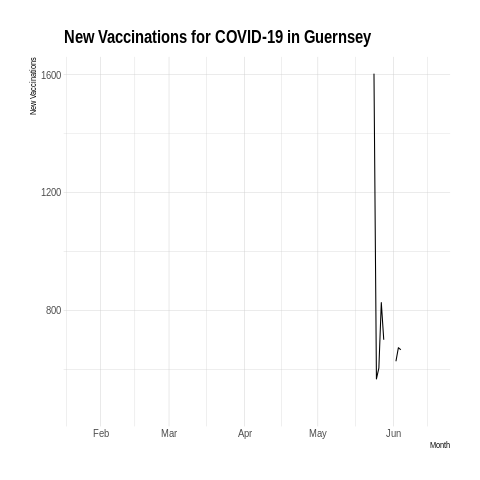 New Vaccinations for COVID-19 in Guernsey
New Vaccinations
1600
1200
800
Feb Mar Apr May Jun
Month